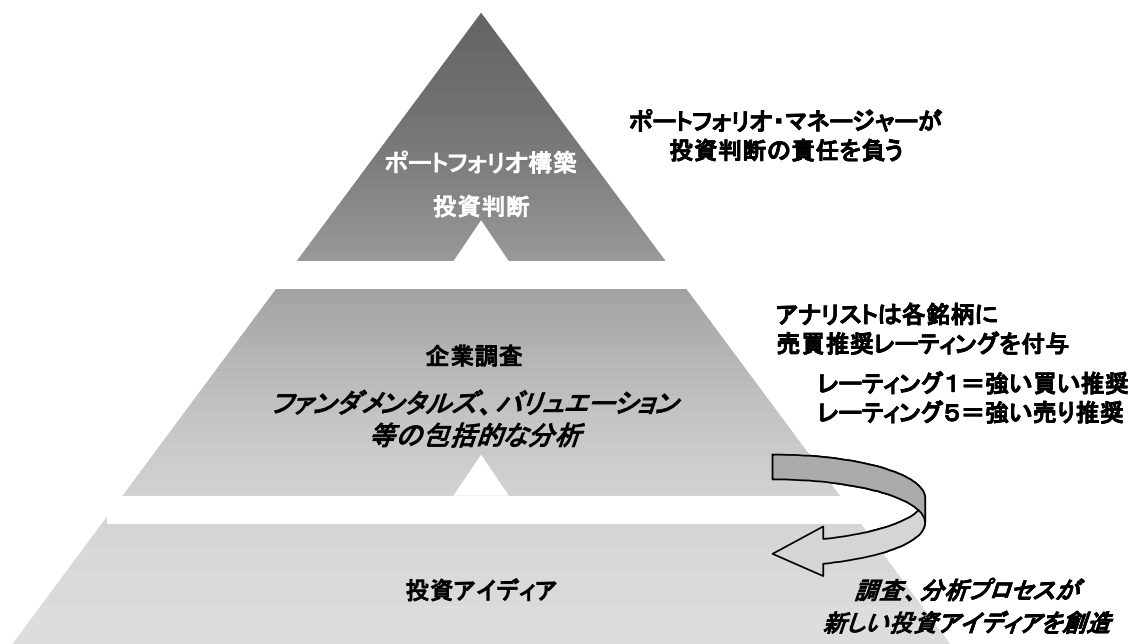 ポートフォリオ・マネージャーが
投資判断の責任を負う
ポートフォリオ構築
投資判断
アナリストは各銘柄に
売買推奨レーティングを付与
レーティング1＝強い買い推奨
レーティング5＝強い売り推奨
企業調査
ファンダメンタルズ、バリュエーション
等の包括的な分析
投資アイディア
調査、分析プロセスが
新しい投資アイディアを創造